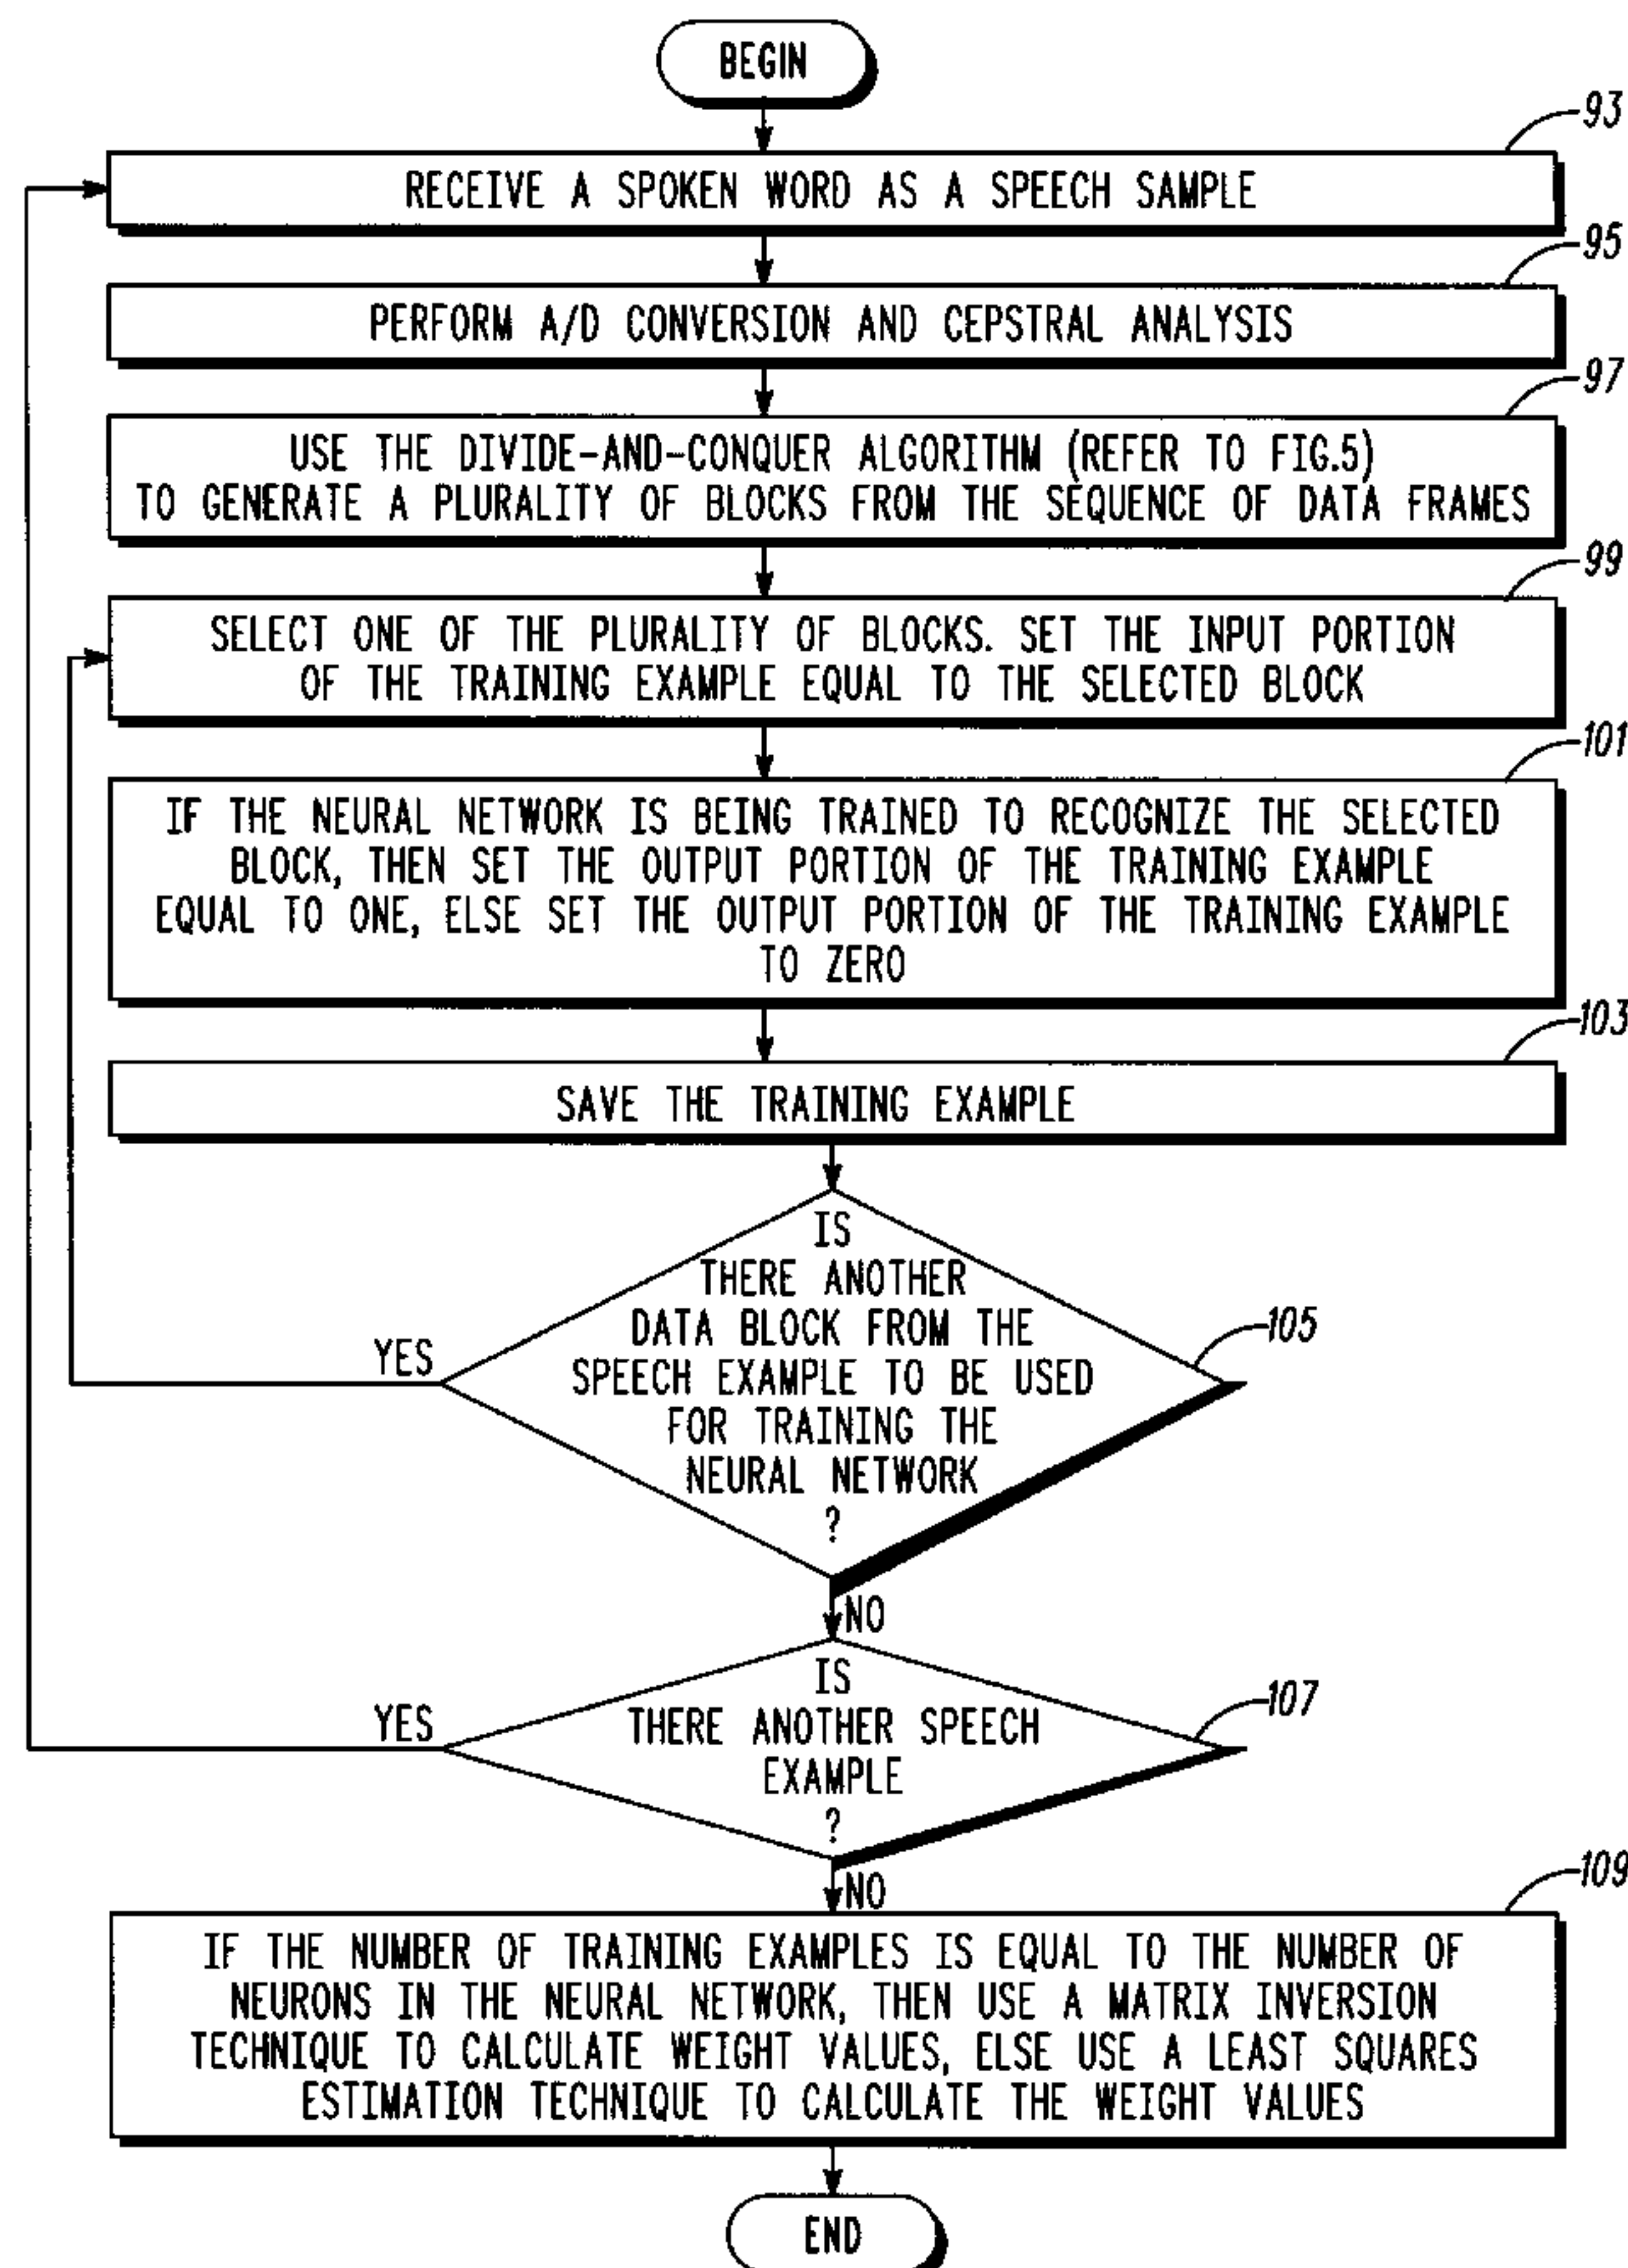 BEGIN
93
RECEIVE A SPOKEN WORD AS A SPEECH SAMPLE
95
PERFORM A/D CONVERSION AND CEPSTRAL ANALYSIS
97
USE THE DIVIDE-AND-CONQUER ALGORITHM (REFER TO FIG.5)
TO GENERATE A PLURALITY OF BLOCKS FROM THE SEQUENCE OF DATA FRAMES
99
SELECT ONE OF THE PLURALITY OF BLOCKS. SET THE INPUT PORTION
OF THE TRAINING EXAMPLE EQUAL TO THE SELECTED BLOCK
101
IF THE NEURAL NETWORK IS BEING TRAINED TO RECOGNIZE THE SELECTED
BLOCK, THEN SET THE OUTPUT PORTION OF THE TRAINING EXAMPLE
EQUAL TO ONE, ELSE SET THE OUTPUT PORTION OF THE TRAINING EXAMPLE
TO ZERO
103
SAVE THE TRAINING EXAMPLE
IS
THERE ANOTHER
DATA BLOCK FROM THE
SPEECH EXAMPLE TO BE USED
FOR TRAINING THE
NEURAL NETWORK
?
105
YES
NO
IS
THERE ANOTHER SPEECH
EXAMPLE
?
107
YES
NO
109
IF THE NUMBER OF TRAINING EXAMPLES IS EQUAL TO THE NUMBER OF
NEURONS IN THE NEURAL NETWORK, THEN USE A MATRIX INVERSION
TECHNIQUE TO CALCULATE WEIGHT VALUES, ELSE USE A LEAST SQUARES
ESTIMATION TECHNIQUE TO CALCULATE THE WEIGHT VALUES
END